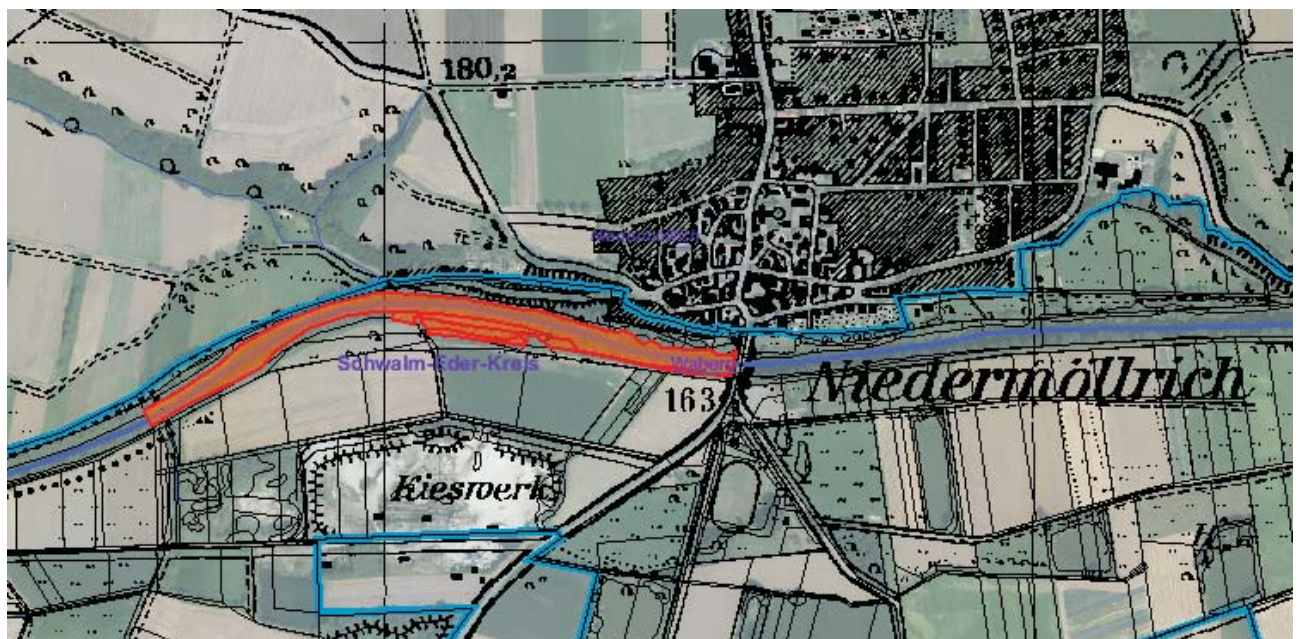 180,2
Schwalm-Eder-Kreis
Wabern
163
Niedermöllrich
Kieswerk